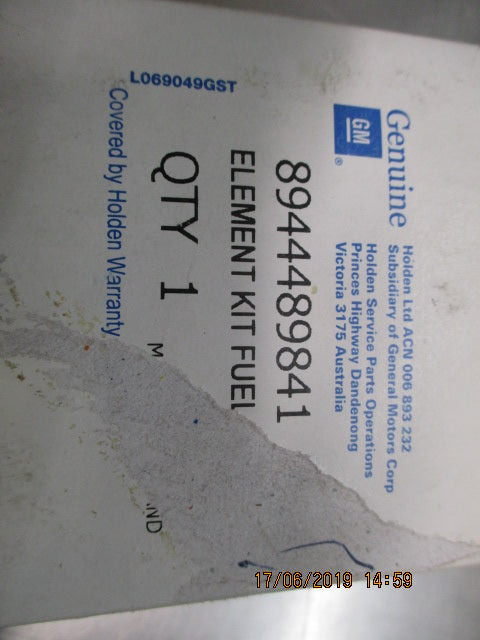 Genuine
GM ®
Holden Ltd ACN 006 893 232
Subsidiary of General Motors Corp
Holden Service Parts Operations
Princes Highway Dandenong
Victoria 3175 Australia
8944489841
ELEMENT KIT FUEL
QTY 1
M
ND
Covered by Holden Warranty
L069049GST
17/06/2019 14:59